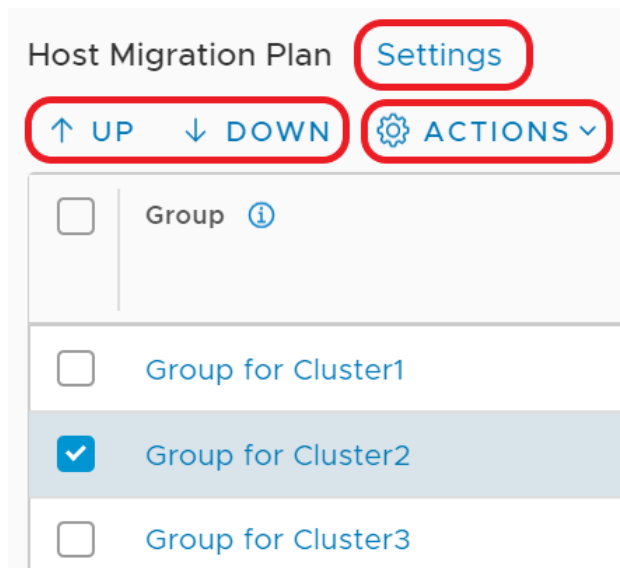 Host Migration Plan Settings
↑ UP ↓ DOWN ACTIONS
Group
Group for Cluster1
Group for Cluster2
Group for Cluster3